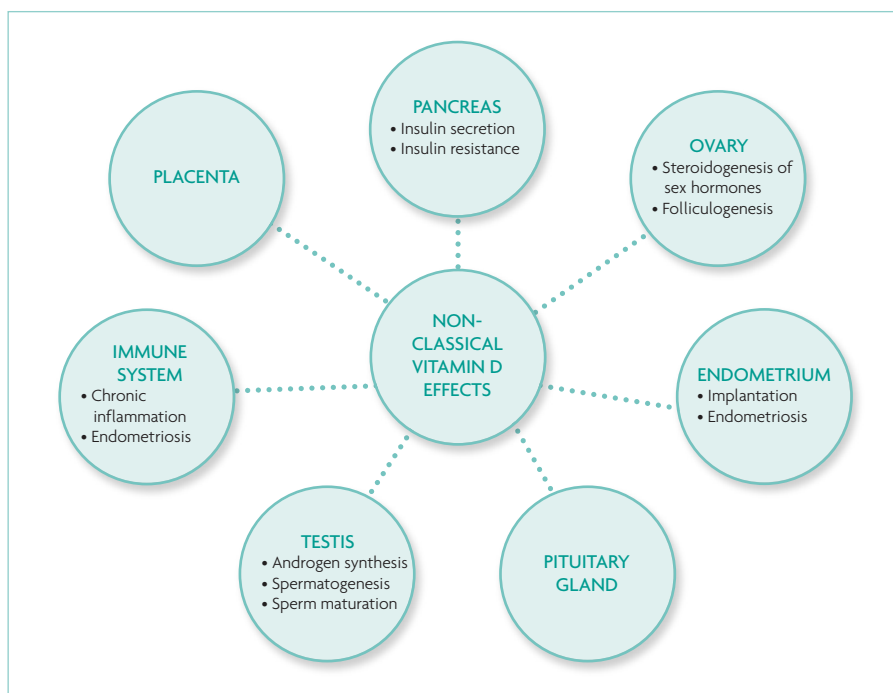 PANCREAS
• Insulin secretion
• Insulin resistance
OVARY
• Steroidogenesis of
sex hormones
• Folliculogenesis
PLACENTA
NON-
CLASSICAL
VITAMIN D
EFFECTS
IMMUNE
SYSTEM
• Chronic
inflammation
• Endometriosis
ENDOMETRIUM
• Implantation
• Endometriosis
TESTIS
• Androgen synthesis
• Spermatogenesis
• Sperm maturation
PITUITARY
GLAND